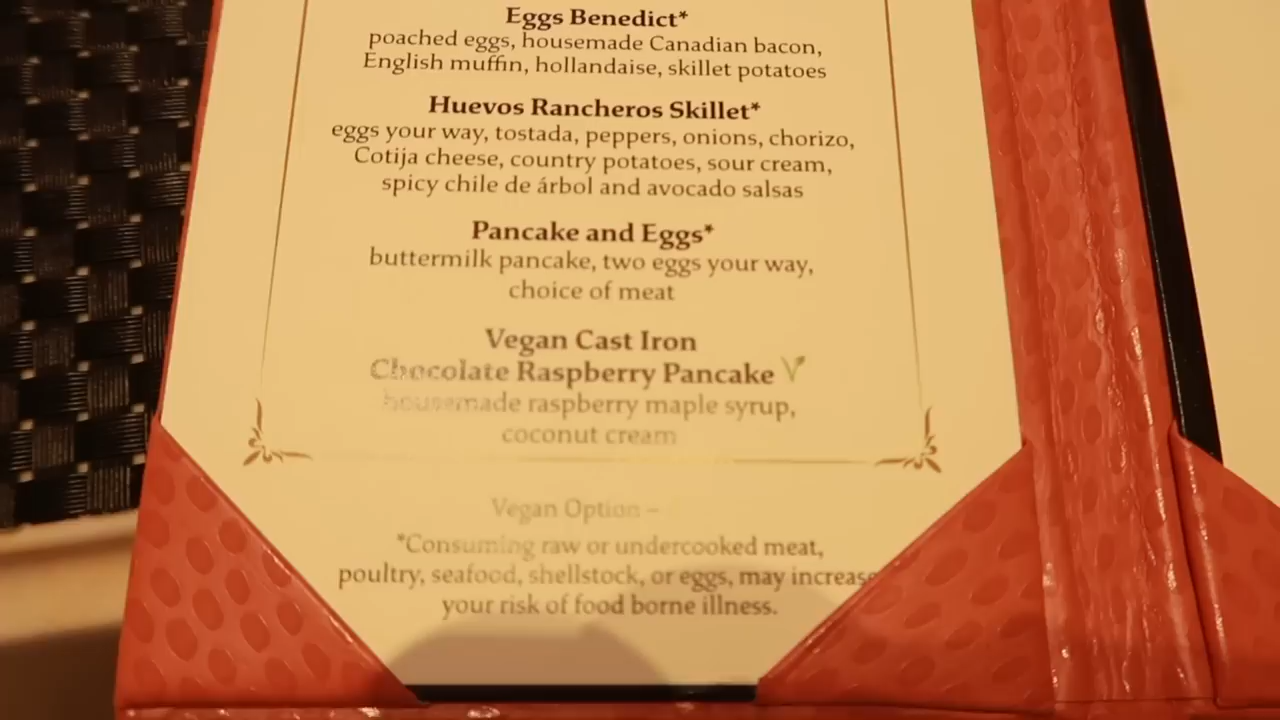 Eggs Benedict*
poached eggs, housemade Canadian bacon,
English muffin, hollandaise, skillet potatoes
Huevos Rancheros Skillet*
eggs your way, tostada, peppers, onions, chorizo,
Cotija cheese, country potatoes, sour cream,
spicy chile de árbol and avocado salsas
Pancake and Eggs*
buttermilk pancake, two eggs your way,
choice of meat
Vegan Cast Iron
Chocolate Raspberry Pancake V
housemade raspberry maple syrup,
coconut cream
Vegan Option –
*Consuming raw or undercooked meat,
poultry, seafood, shellstock, or eggs, may increase
your risk of food borne illness.